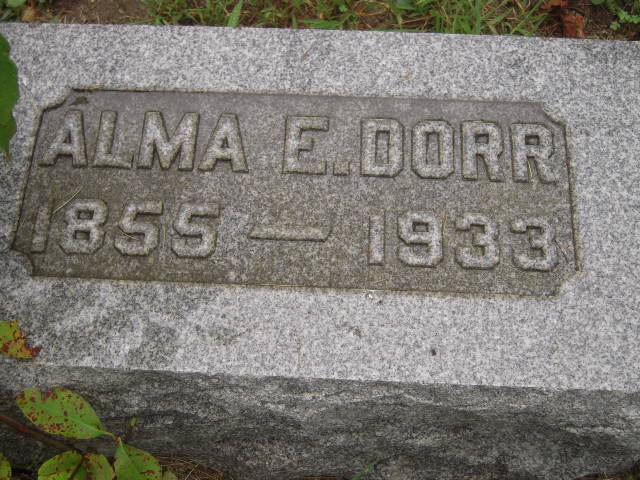 ALMA E. DORR
1855 — 1933